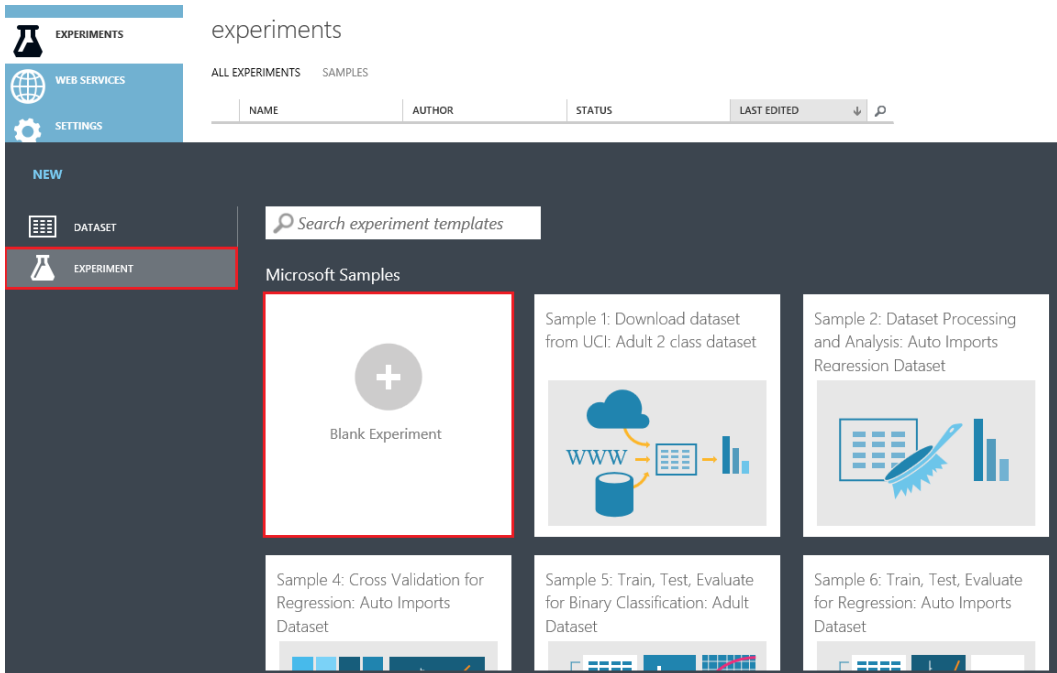 EXPERIMENTS
WEB SERVICES
SETTINGS
experiments
ALL EXPERIMENTS SAMPLES
NAME AUTHOR STATUS LAST EDITED
NEW
DATASET
EXPERIMENT
Search experiment templates
Microsoft Samples
Blank Experiment
Sample 1: Download dataset
from UCI: Adult 2 class dataset
WWW
Sample 2: Dataset Processing
and Analysis: Auto Imports
Regression Dataset
Sample 4: Cross Validation for
Regression: Auto Imports
Dataset
Sample 5: Train, Test, Evaluate
for Binary Classification: Adult
Dataset
Sample 6: Train, Test, Evaluate
for Regression: Auto Imports
Dataset